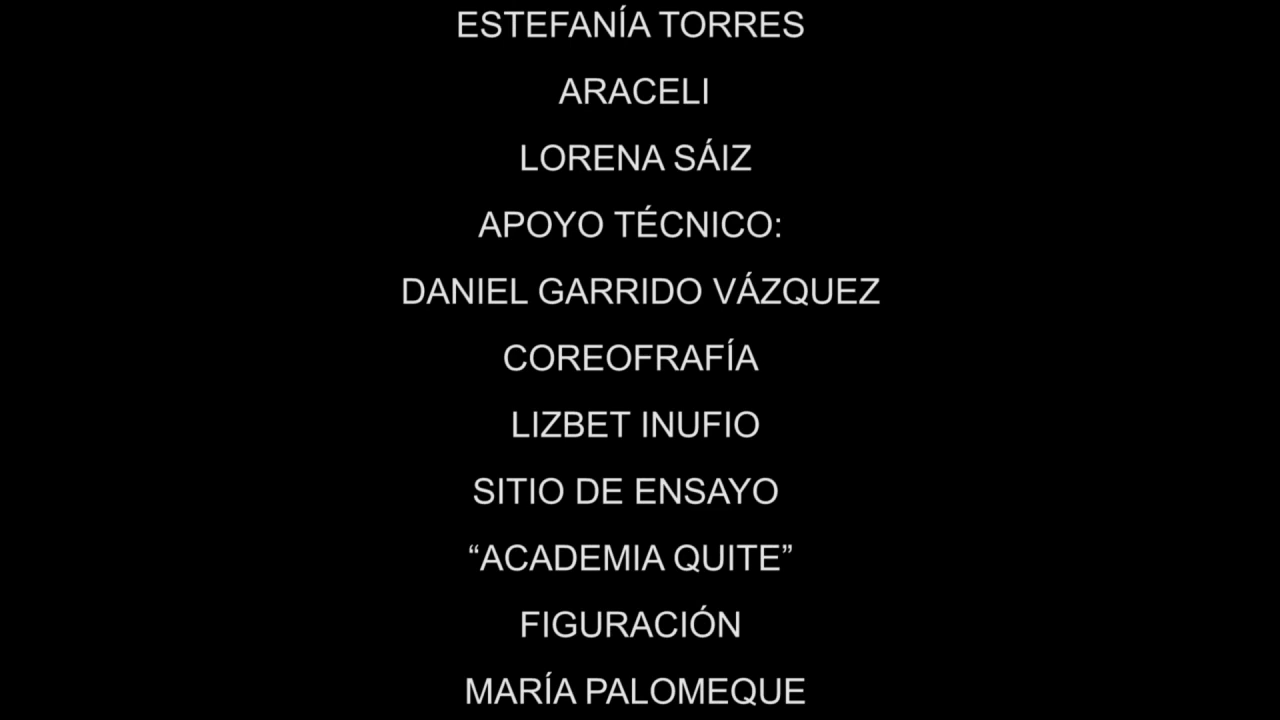 ESTEFANÍA TORRES
ARACELI
LORENA SÁIZ
APOYO TÉCNICO:
DANIEL GARRIDO VÁZQUEZ
COREOFRAFÍA
LIZBET INUFIO
SITIO DE ENSAYO
“ACADEMIA QUITE”
FIGURACIÓN
MARÍA PALOMEQUE